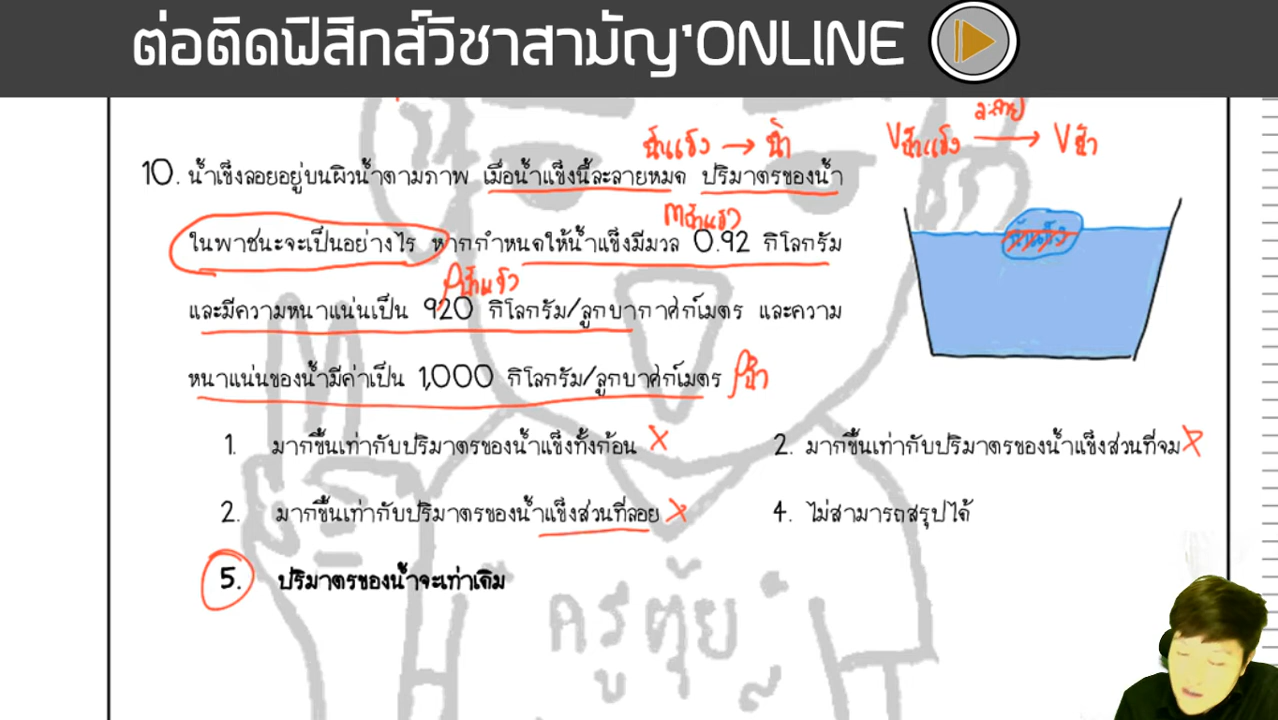 ต่อติดฟิสิกส์วิชาสามัญ'ONLINE
น้ำแข็ง → น้ำ
ละลาย
Vน้ำแข็ง → Vน้ำ
10. น้ำแข็งลอยอยู่บนผิวน้ำตามภาพ เมื่อน้ำแข็งนี้ละลายหมด ปริมาตรของน้ำ
mน้ำแข็ง
ในพาชนะจะเป็นอย่างไร หากกำหนดให้น้ำแข็งมีมวล 0.92 กิโลกรัม
น้ำแข็ง
ρน้ำแข็ง
และมีความหนาแน่นเป็น 920 กิโลกรัม/ลูกบากาศก์เมตร และความ
หนาแน่นของน้ำมีค่าเป็น 1,000 กิโลกรัม/ลูกบาศก์เมตร ρน้ำ
1. มากขึ้นเท่ากับปริมาตรของน้ำแข็งทั้งก้อน ×
2. มากขึ้นเท่ากับปริมาตรของน้ำแข็งส่วนที่จม ×
2. มากขึ้นเท่ากับปริมาตรของน้ำแข็งส่วนที่ลอย ×
4. ไม่สามารถสรุปได้
5. ปริมาตรของน้ำจะเท่าเดิม
ครูตุ้ย